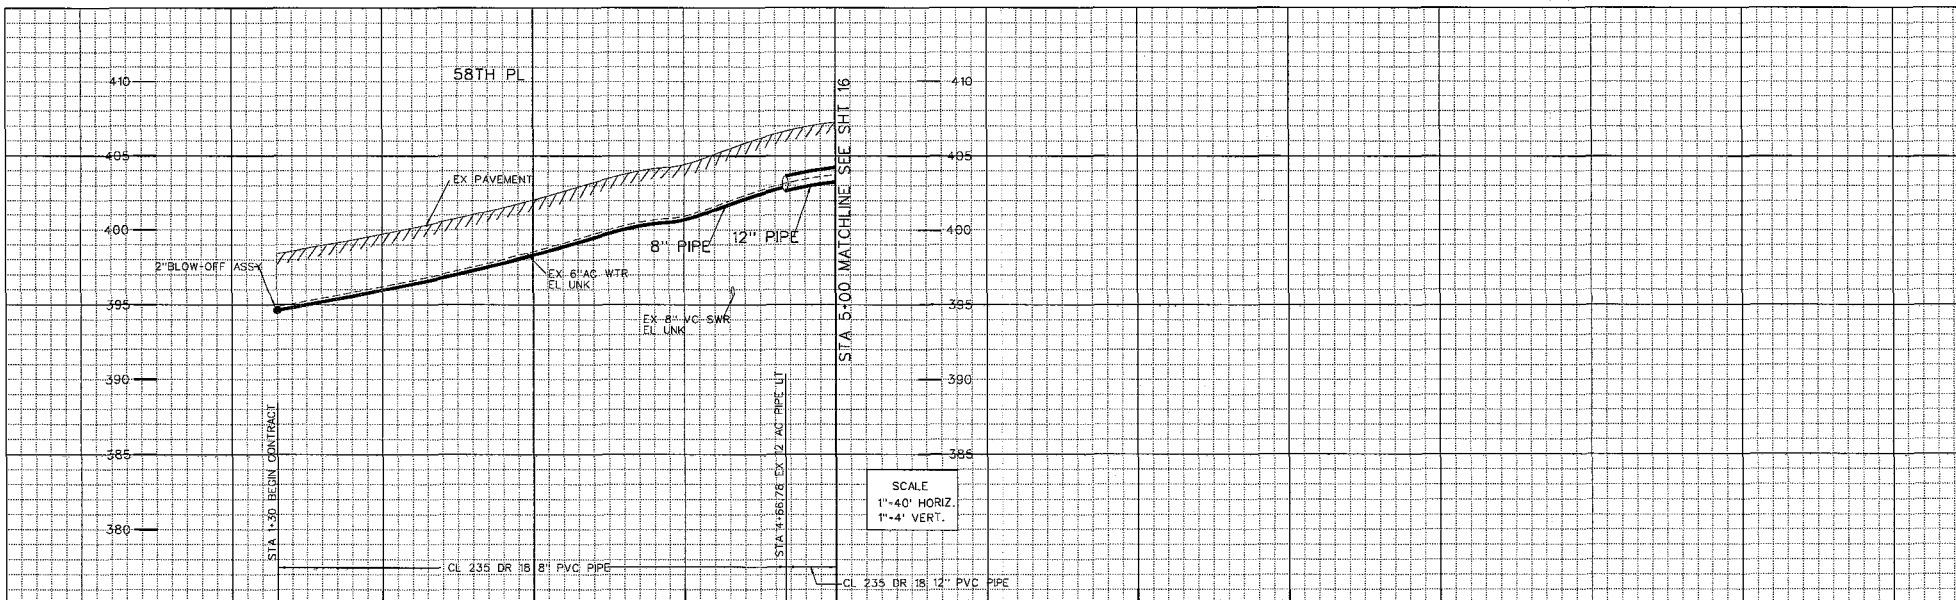 58TH PL
410
405
400
395
390
385
380
410
405
400
395
390
385
EX PAVEMENT
2" BLOW-OFF ASSY
8" PIPE
12" PIPE
EX 6" AC WTR
EL UNK
EX 8" VC SWR
EL UNK
STA 5+00 MATCHLINE SEE SHT 16
STA 1+30 BEGIN CONTRACT
STA 4+66.78 EX 12 AC PIPE LT
SCALE
1"-40' HORIZ.
1"-4' VERT.
CL 235 DR 18 8" PVC PIPE
CL 235 DR 18 12" PVC PIPE